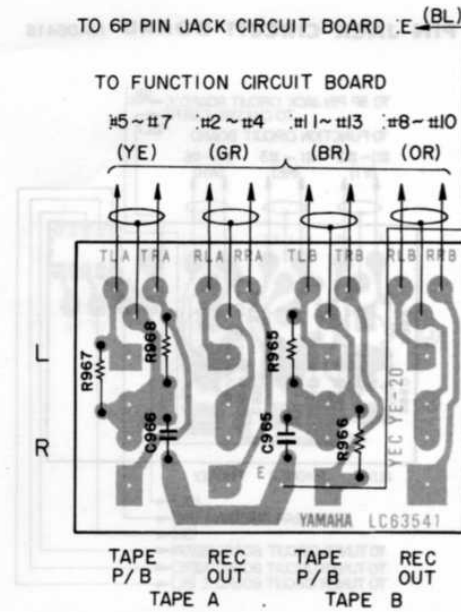 TO 6P PIN JACK CIRCUIT BOARD :E (BL)
TO FUNCTION CIRCUIT BOARD
#5~#7 #2~#4 #11~#13 #8~#10
(YE) (GR) (BR) (OR)
TLA TRA RLA RRA TLB TRB RLB RRB
L
R967
R968
R965
R
C966
C965
R966
YEC YE-20
E
YAMAHA LC63541
TAPE P/B REC OUT TAPE P/B REC OUT
TAPE A TAPE B